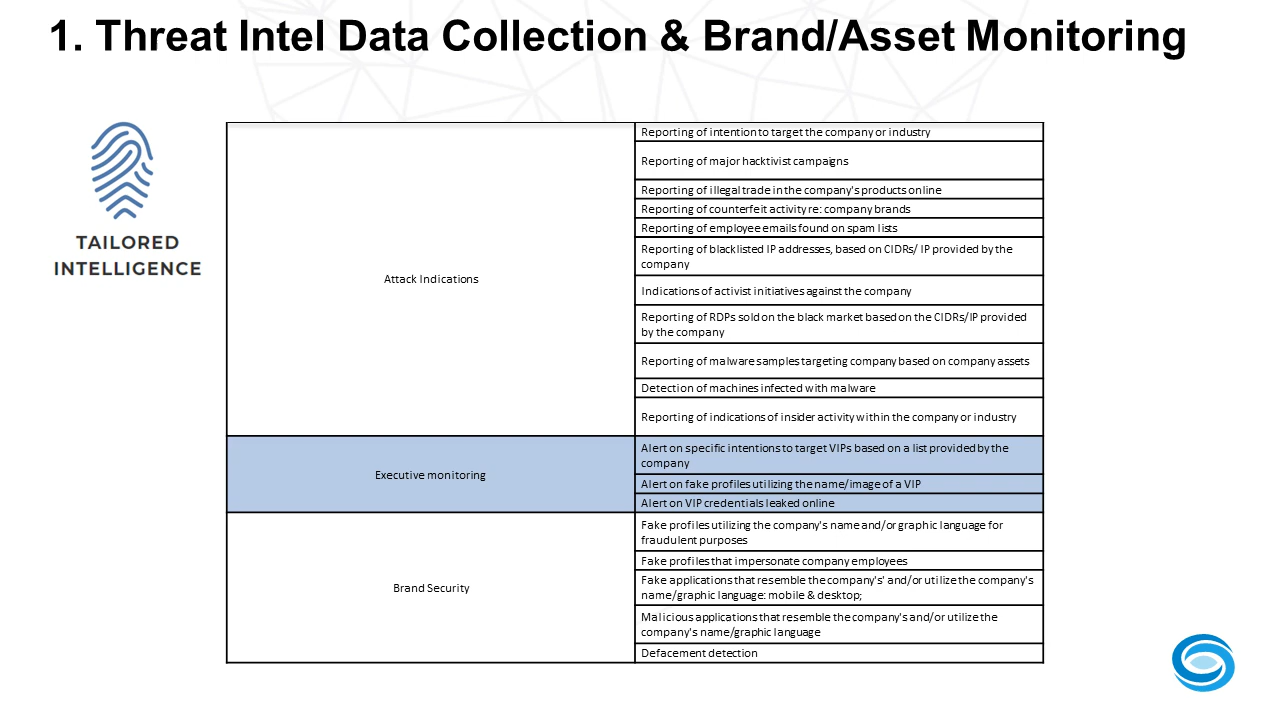 1. Threat Intel Data Collection & Brand/Asset Monitoring
TAILORED
INTELLIGENCE
Attack Indications
Reporting of intention to target the company or industry
Reporting of major hacktivist campaigns
Reporting of illegal trade in the company's products online
Reporting of counterfeit activity re: company brands
Reporting of employee emails found on spam lists
Reporting of blacklisted IP addresses, based on CIDRs/ IP provided by the
company
Indications of activist initiatives against the company
Reporting of RDPs sold on the black market based on the CIDRs/IP provided
by the company
Reporting of malware samples targeting company based on company assets
Detection of machines infected with malware
Reporting of indications of insider activity within the company or industry
Executive monitoring
Alert on specific intentions to target VIPs based on a list provided by the
company
Alert on fake profiles utilizing the name/image of a VIP
Alert on VIP credentials leaked online
Brand Security
Fake profiles utilizing the company's name and/or graphic language for
fraudulent purposes
Fake profiles that impersonate company employees
Fake applications that resemble the company's' and/or utilize the company's
name/graphic language: mobile & desktop;
Malicious applications that resemble the company's and/or utilize the
company's name/graphic language
Defacement detection